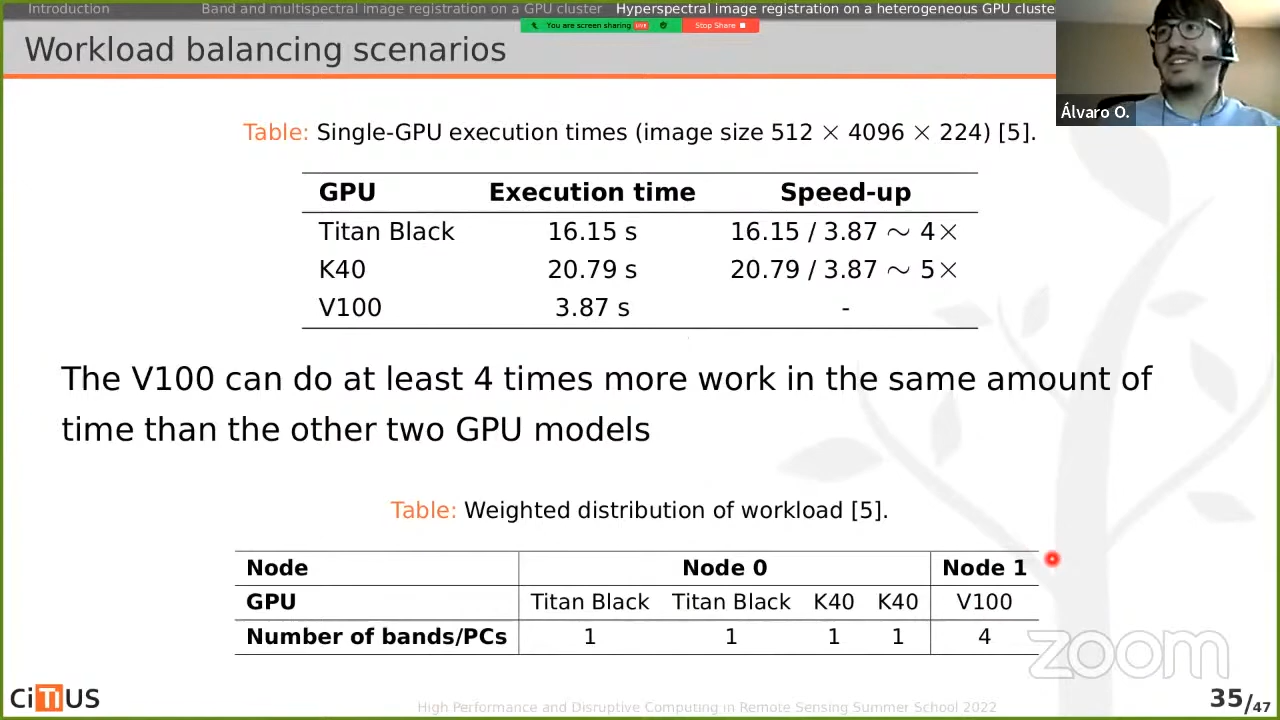 Introduction Band and multispectral image registration on a GPU cluster Hyperspectral image registration on a heterogeneous GPU cluste
You are screen sharing LIVE Stop Share
Workload balancing scenarios
Álvaro O.
Table: Single-GPU execution times (image size 512 × 4096 × 224) [5].
GPU Execution time Speed-up
Titan Black 16.15 s 16.15 / 3.87 ∼ 4×
K40 20.79 s 20.79 / 3.87 ∼ 5×
V100 3.87 s -
The V100 can do at least 4 times more work in the same amount of
time than the other two GPU models
Table: Weighted distribution of workload [5].
Node Node 0 Node 1
GPU Titan Black Titan Black K40 K40 V100
Number of bands/PCs 1 1 1 1 4
zoom
CiTIUS High Performance and Disruptive Computing in Remote Sensing Summer School 2022 35/47